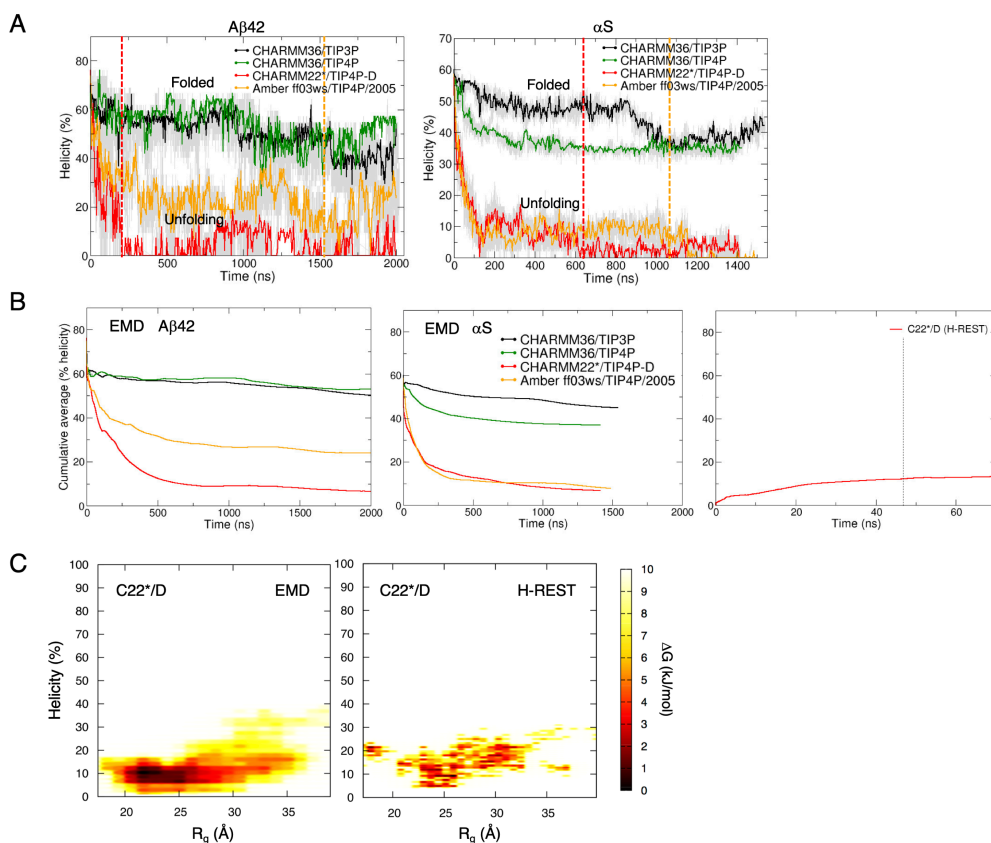 A
Aβ42
αS
80
60
40
20
0
Helicity (%)
CHARMM36/TIP3P
CHARMM36/TIP4P
CHARMM22*/TIP4P-D
Amber ff03ws/TIP4P/2005
Folded
Unfolding
0 500 1000 1500 2000
Time (ns)
70
60
50
40
30
20
10
0
Helicity (%)
CHARMM36/TIP3P
CHARMM36/TIP4P
CHARMM22*/TIP4P-D
Amber ff03ws/TIP4P/2005
Folded
Unfolding
0 200 400 600 800 1000 1200 1400
Time (ns)
B
EMD Aβ42
Cumulative average (% helicity)
80
60
40
20
0
0 500 1000 1500 2000
Time (ns)
EMD αS
CHARMM36/TIP3P
CHARMM36/TIP4P
CHARMM22*/TIP4P-D
Amber ff03ws/TIP4P/2005
80
60
40
20
0
0 500 1000 1500 2000
Time (ns)
C22*/D (H-REST)
80
60
40
20
0
0 20 40 60
Time (ns)
C
C22*/D EMD
Helicity (%)
100
90
80
70
60
50
40
30
20
10
0
20 25 30 35
Rg (Å)
C22*/D H-REST
100
90
80
70
60
50
40
30
20
10
0
20 25 30 35
Rg (Å)
10
9
8
7
6
5
4
3
2
1
0
ΔG (kJ/mol)